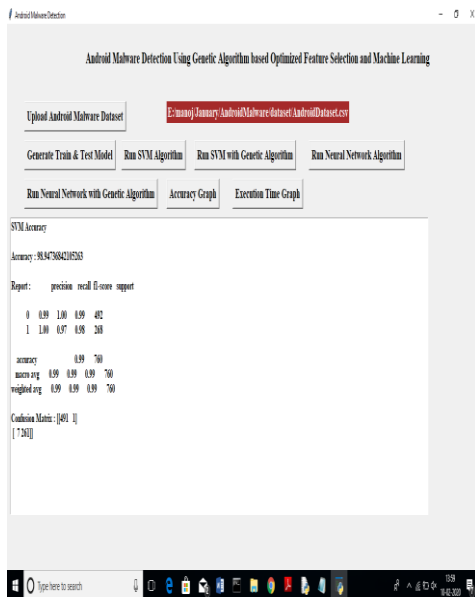 Android Malware Detection
Android Malware Detection Using Genetic Algorithm based Optimized Feature Selection and Machine Learning
Upload Android Malware Dataset
E:/manoj/January/AndroidMalware/dataset/AndroidDataset.csv
Generate Train & Test Model Run SVM Algorithm Run SVM with Genetic Algorithm Run Neural Network Algorithm
Run Neural Network with Genetic Algorithm Accuracy Graph Execution Time Graph
SVM Accuracy
Accuracy : 98.94736842105263
Report : precision recall f1-score support
0 0.99 1.00 0.99 492
1 1.00 0.97 0.98 268
accuracy 0.99 760
macro avg 0.99 0.99 0.99 760
weighted avg 0.99 0.99 0.99 760
Confusion Matrix : [[491 1]
[ 7 261]]
Type here to search
13:59
10-02-2020